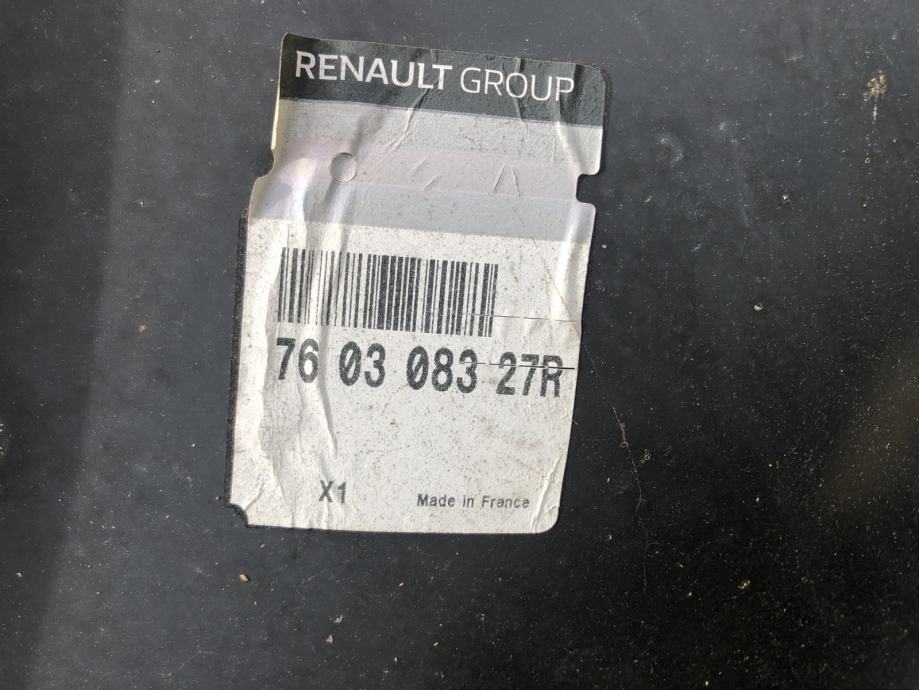 RENAULT GROUP
76 03 083 27R
X1
Made in France